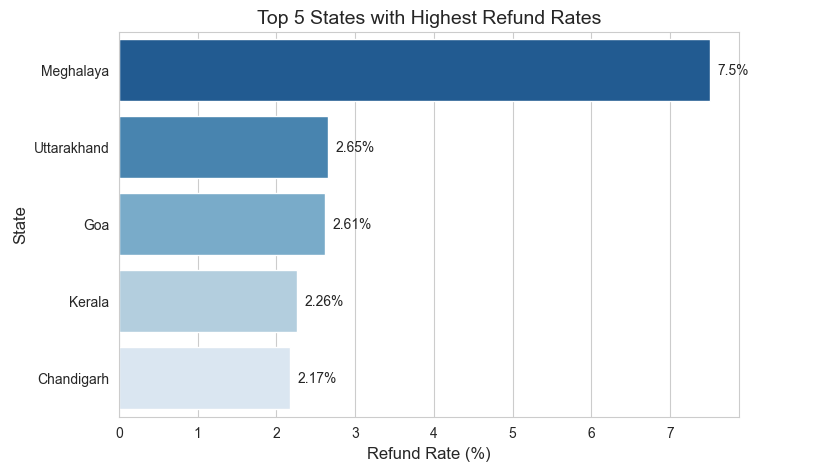 Top 5 States with Highest Refund Rates
State
Meghalaya
7.5%
Uttarakhand
2.65%
Goa
2.61%
Kerala
2.26%
Chandigarh
2.17%
0 1 2 3 4 5 6 7
Refund Rate (%)